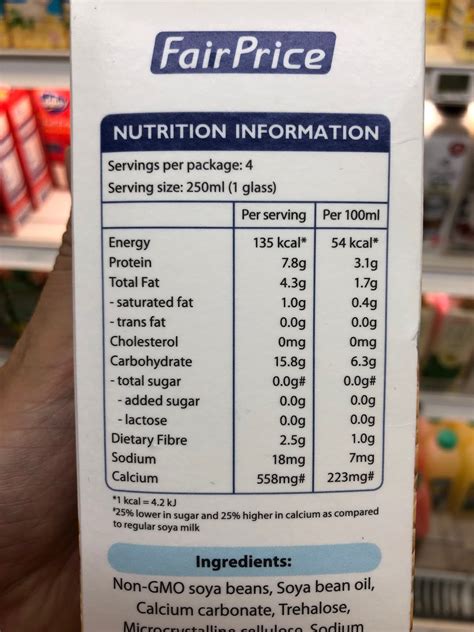 FairPrice
NUTRITION INFORMATION
Servings per package: 4
Serving size: 250ml (1 glass)
Per serving Per 100ml
Energy 135 kcal* 54 kcal*
Protein 7.8g 3.1g
Total Fat 4.3g 1.7g
- saturated fat 1.0g 0.4g
- trans fat 0.0g 0.0g
Cholesterol 0mg 0mg
Carbohydrate 15.8g 6.3g
- total sugar 0.0g# 0.0g#
- added sugar 0.0g 0.0g
- lactose 0.0g 0.0g
Dietary Fibre 2.5g 1.0g
Sodium 18mg 7mg
Calcium 558mg# 223mg#
*1 kcal = 4.2 kJ
#25% lower in sugar and 25% higher in calcium as compared
to regular soya milk
Ingredients:
Non-GMO soya beans, Soya bean oil,
Calcium carbonate, Trehalose,
Microcrystalline cellulose, Sodium